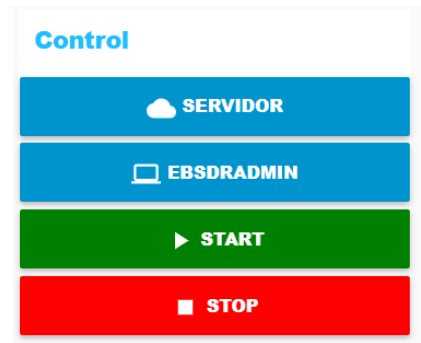 Control
SERVIDOR
EBSDRADMIN
START
STOP